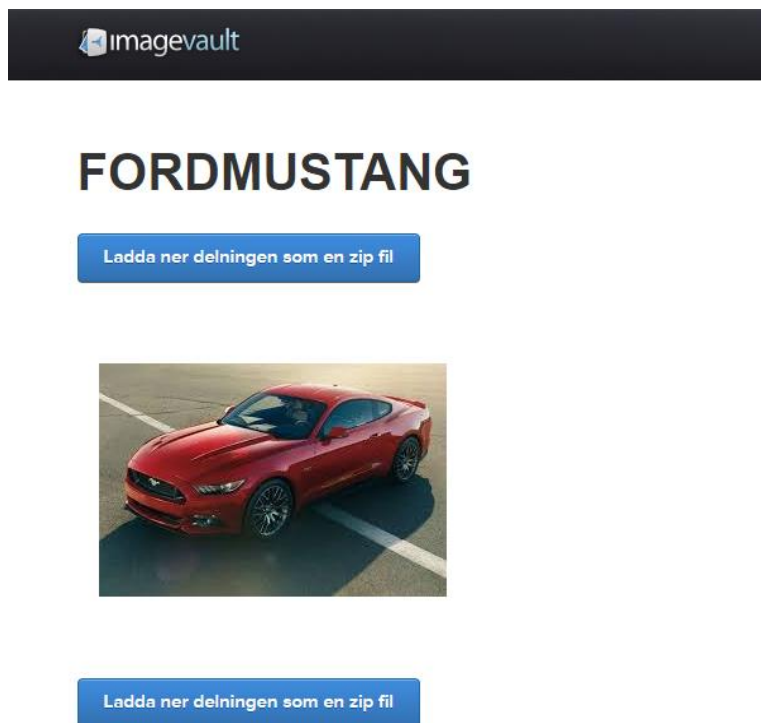 imagevault
FORDMUSTANG
Ladda ner delningen som en zip fil
Ladda ner delningen som en zip fil